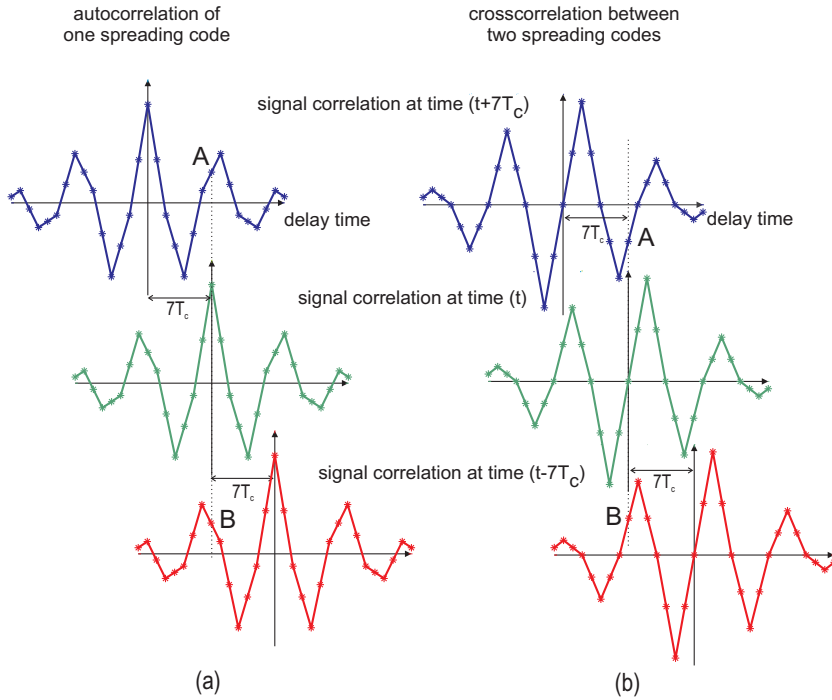 autocorrelation of
one spreading code
crosscorrelation between
two spreading codes
signal correlation at time (t+7Tc)
A
delay time
7Tc
A
delay time
7Tc
signal correlation at time (t)
B
7Tc
signal correlation at time (t-7Tc)
7Tc
B
(a)
(b)